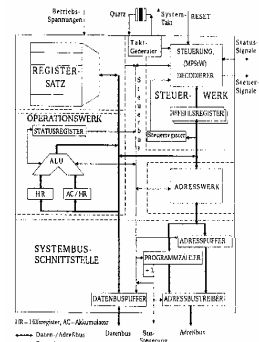 Betriebs-
Spannungen
Quarz
System-
Takt
RESET
Takt-
Generator
STEUERUNG,
(MPStW)
DECODIERER
Status-
Signale
Steuer-
Signale
REGISTER
SATZ
STEUER-
WERK
BEFEHLSREGISTER
Steuerregister
OPERATIONSWERK
STATUSREGISTER
ALU
HR
AC/HR
ADRESSWERK
SYSTEMBUS-
SCHNITTSTELLE
ADRESSPUFFER
PROGRAMMZÄHLER
+ 1
DATENBUSPUFFER
ADRESSBUSTREIBER
HR - Hilfsregister, AC - Akkumulator
Daten-/Adreßbus
Datenbus
Bus-
Steuerung
Adreßbus